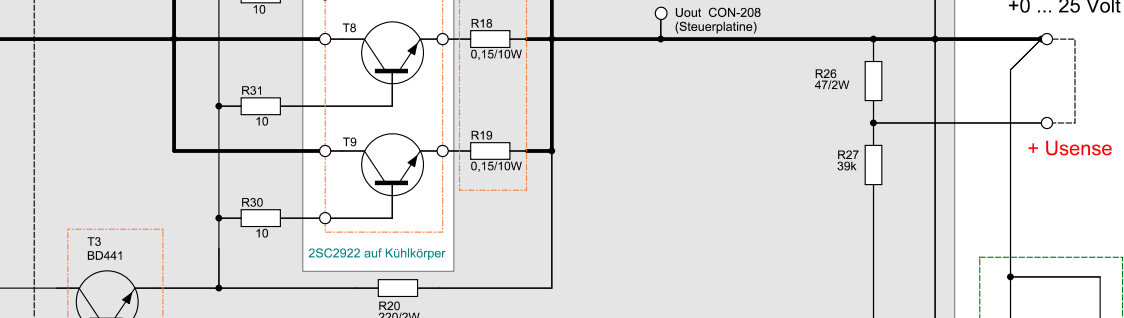 +0 ... 25 Volt
10
T8
R18
Uout CON-208
(Steuerplatine)
0,15/10W
R26
47/2W
R31
10
T9
R19
0,15/10W
+ Usense
R27
39k
R30
10
T3
BD441
2SC2922 auf Kühlkörper
R20
220/2W